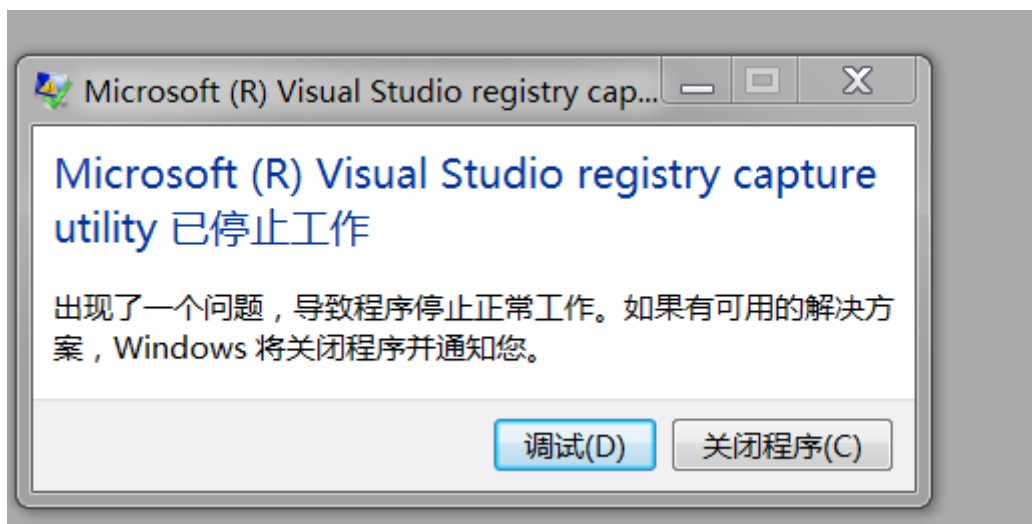 Microsoft (R) Visual Studio registry cap...
Microsoft (R) Visual Studio registry capture
utility 已停止工作
出现了一个问题，导致程序停止正常工作。如果有可用的解决方
案，Windows 将关闭程序并通知您。
调试(D) 关闭程序(C)